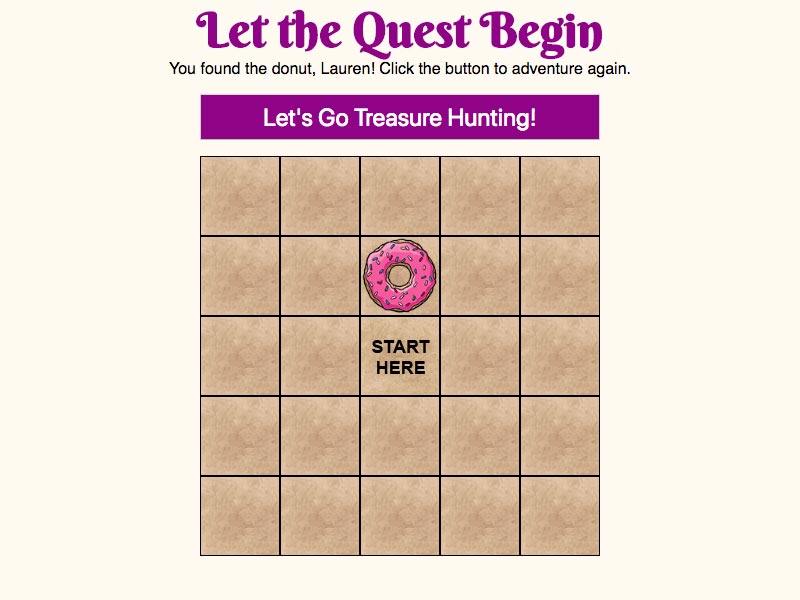 Let the Quest Begin
You found the donut, Lauren! Click the button to adventure again.
Let's Go Treasure Hunting!
START
HERE